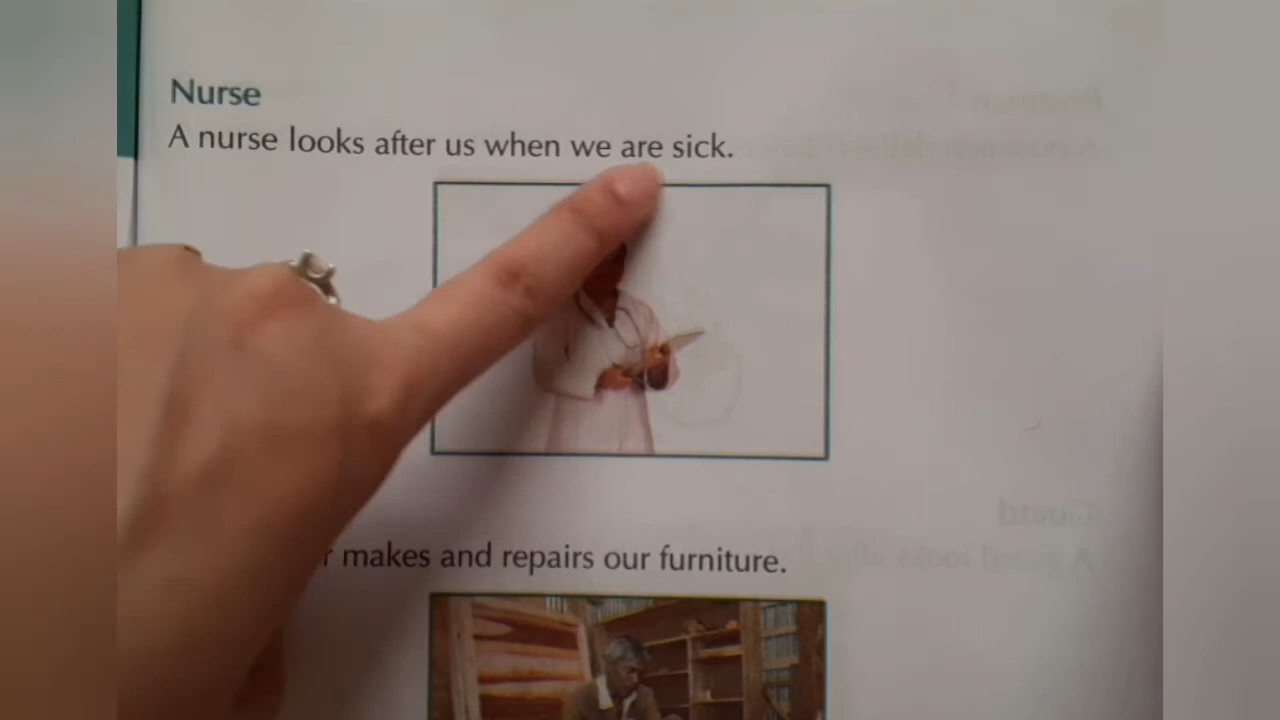 Nurse
A nurse looks after us when we are sick.
makes and repairs our furniture.